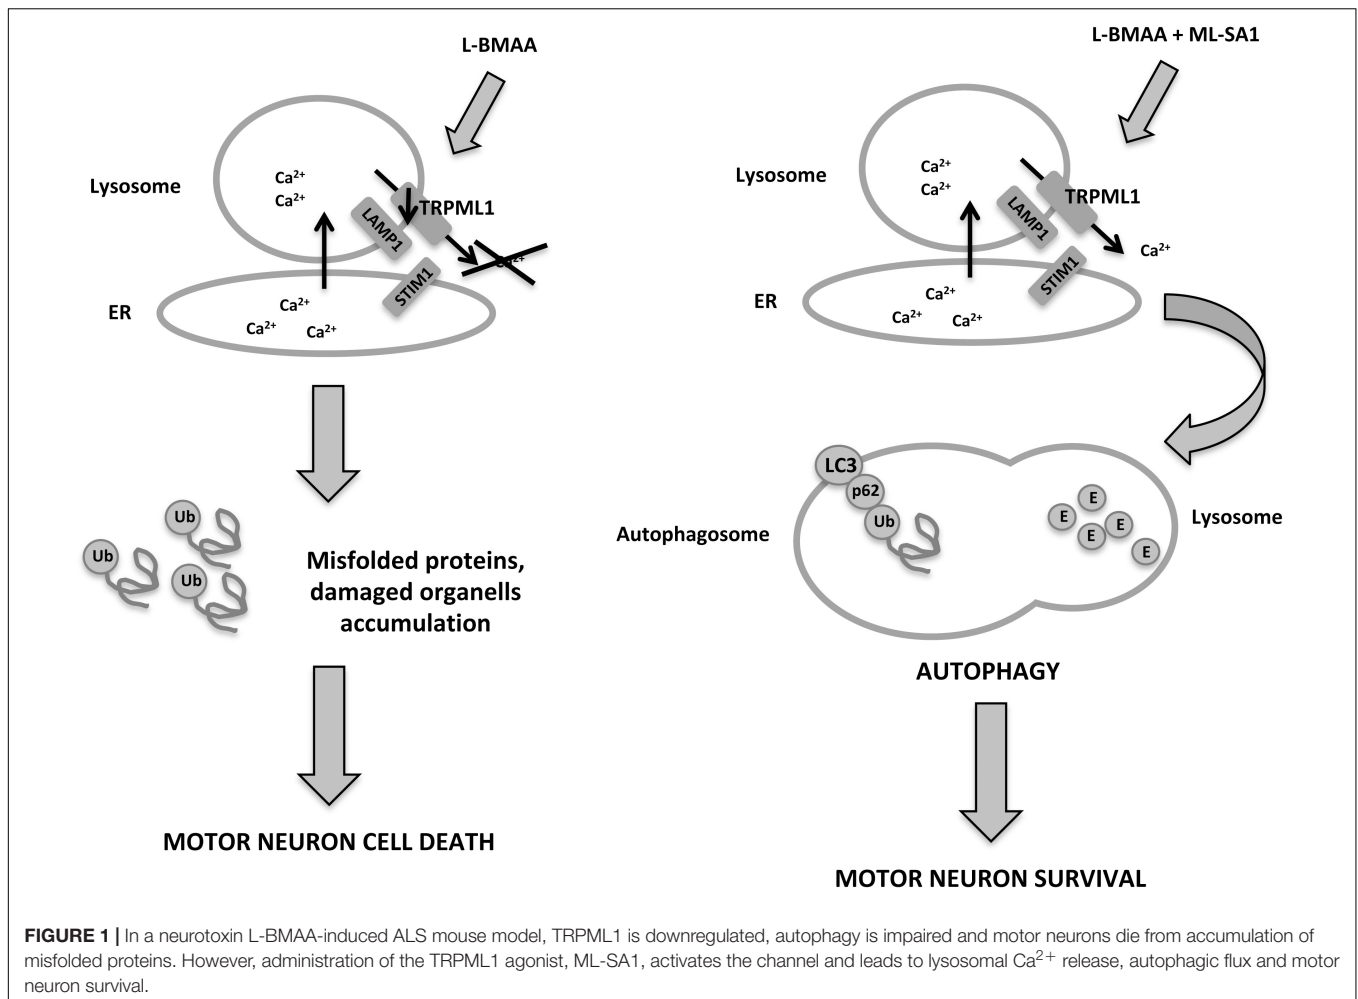 L-BMAA
Lysosome
Ca2+
Ca2+
TRPML1
LAMP1
Ca2+
STIM1
ER
Ca2+
Ca2+
Ca2+
Ub
Ub
Ub
Misfolded proteins,
damaged organells
accumulation
MOTOR NEURON CELL DEATH
L-BMAA + ML-SA1
Lysosome
Ca2+
Ca2+
TRPML1
LAMP1
Ca2+
STIM1
ER
Ca2+
Ca2+
Ca2+
LC3
p62
Ub
Autophagosome
E
E
E
E
E
Lysosome
AUTOPHAGY
MOTOR NEURON SURVIVAL
FIGURE 1 | In a neurotoxin L-BMAA-induced ALS mouse model, TRPML1 is downregulated, autophagy is impaired and motor neurons die from accumulation of
misfolded proteins. However, administration of the TRPML1 agonist, ML-SA1, activates the channel and leads to lysosomal Ca2+ release, autophagic flux and motor
neuron survival.